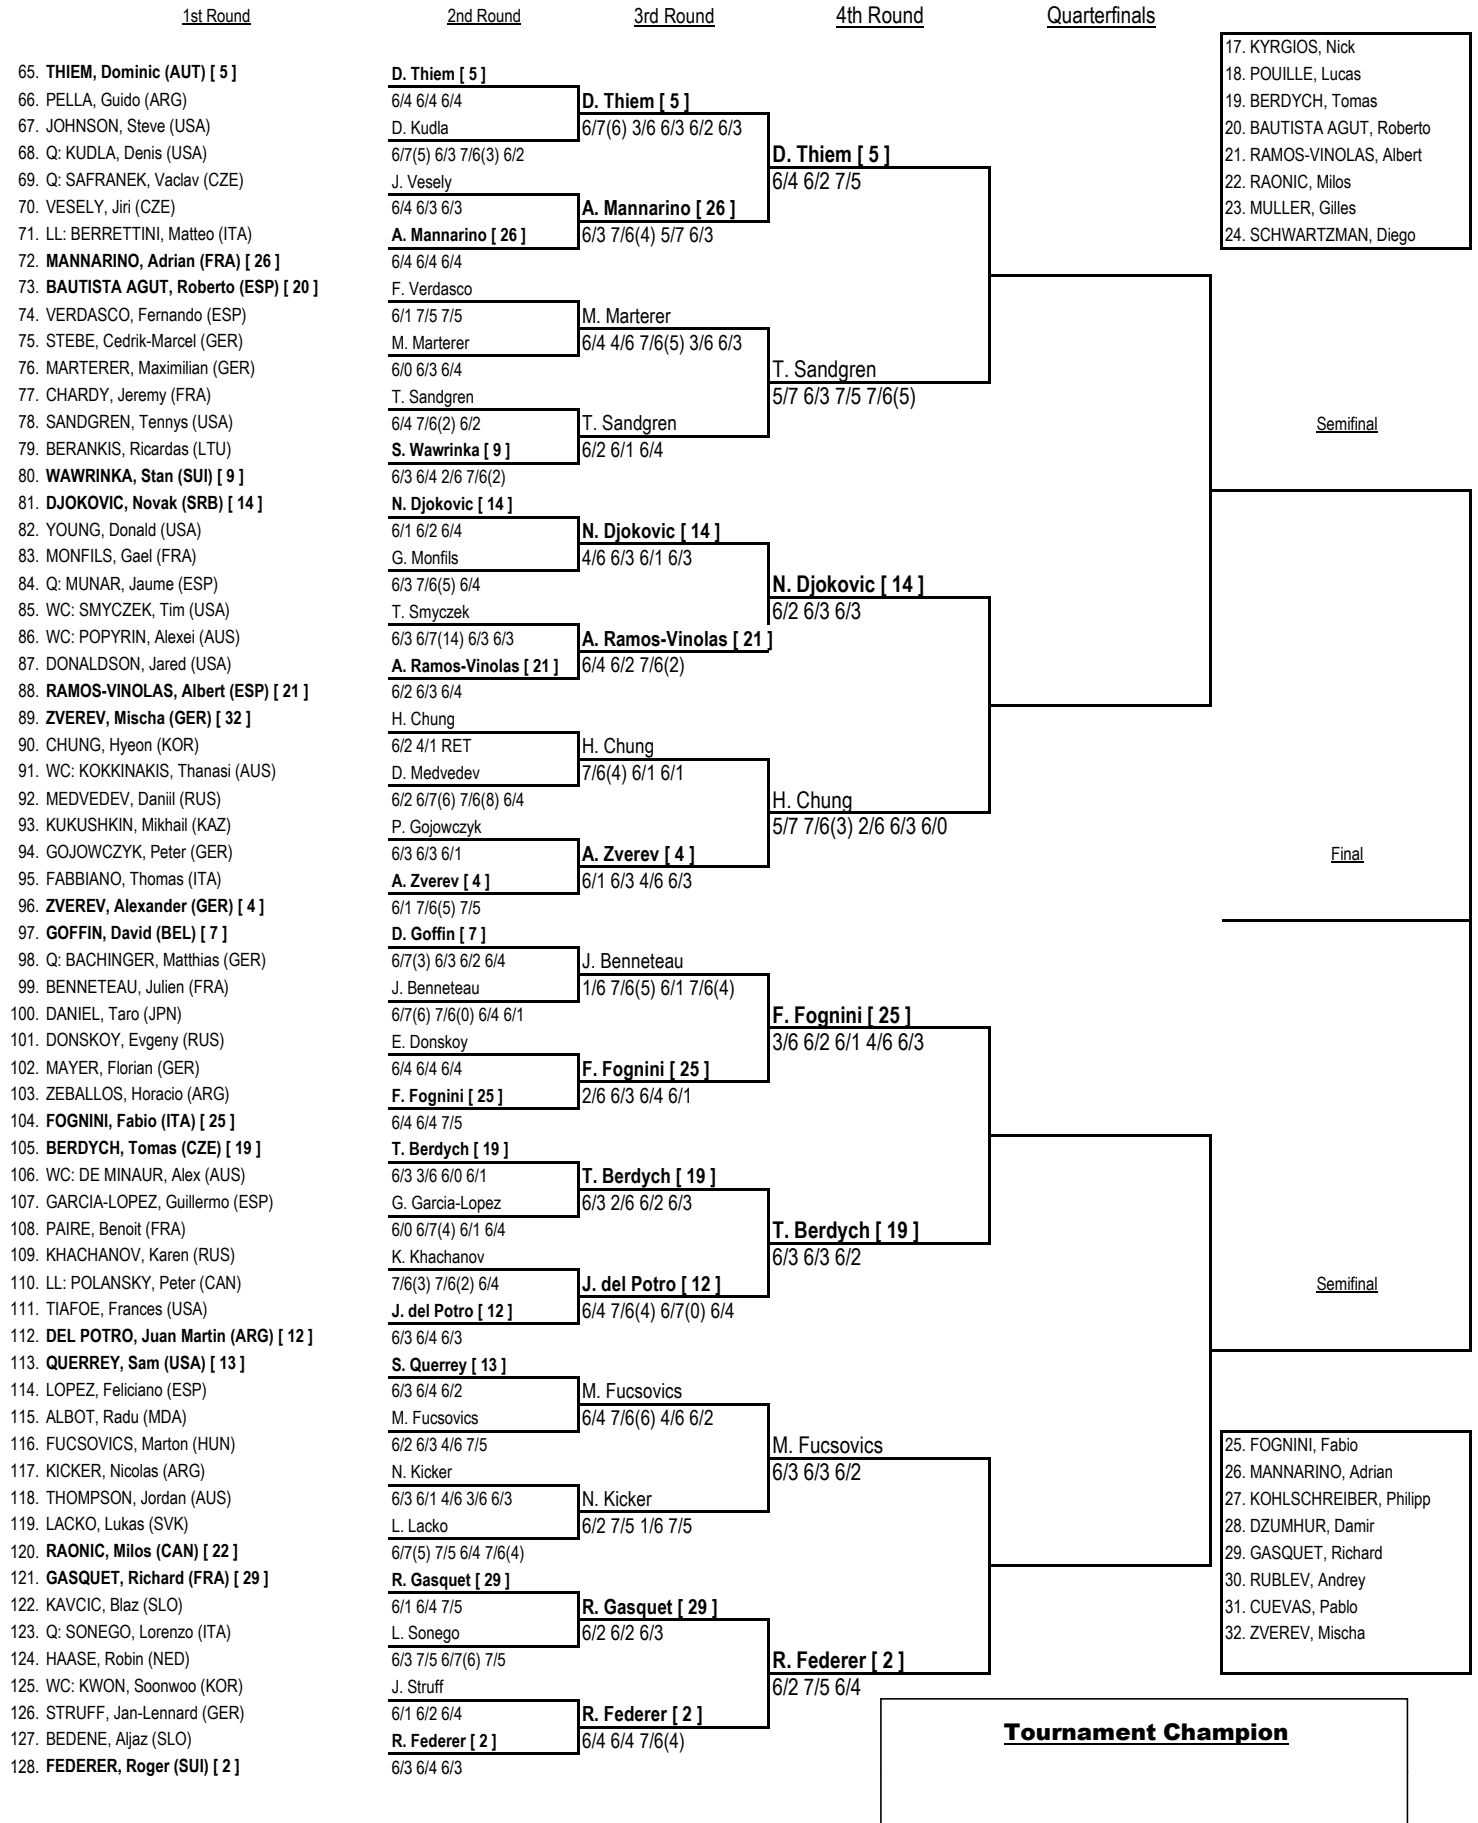 1st Round
2nd Round
3rd Round
4th Round
Quarterfinals
65. THIEM, Dominic (AUT) [ 5 ]
66. PELLA, Guido (ARG)
67. JOHNSON, Steve (USA)
68. Q: KUDLA, Denis (USA)
69. Q: SAFRANEK, Vaclav (CZE)
70. VESELY, Jiri (CZE)
71. LL: BERRETTINI, Matteo (ITA)
72. MANNARINO, Adrian (FRA) [ 26 ]
73. BAUTISTA AGUT, Roberto (ESP) [ 20 ]
74. VERDASCO, Fernando (ESP)
75. STEBE, Cedrik-Marcel (GER)
76. MARTERER, Maximilian (GER)
77. CHARDY, Jeremy (FRA)
78. SANDGREN, Tennys (USA)
79. BERANKIS, Ricardas (LTU)
80. WAWRINKA, Stan (SUI) [ 9 ]
81. DJOKOVIC, Novak (SRB) [ 14 ]
82. YOUNG, Donald (USA)
83. MONFILS, Gael (FRA)
84. Q: MUNAR, Jaume (ESP)
85. WC: SMYCZEK, Tim (USA)
86. WC: POPYRIN, Alexei (AUS)
87. DONALDSON, Jared (USA)
88. RAMOS-VINOLAS, Albert (ESP) [ 21 ]
89. ZVEREV, Mischa (GER) [ 32 ]
90. CHUNG, Hyeon (KOR)
91. WC: KOKKINAKIS, Thanasi (AUS)
92. MEDVEDEV, Daniil (RUS)
93. KUKUSHKIN, Mikhail (KAZ)
94. GOJOWCZYK, Peter (GER)
95. FABBIANO, Thomas (ITA)
96. ZVEREV, Alexander (GER) [ 4 ]
97. GOFFIN, David (BEL) [ 7 ]
98. Q: BACHINGER, Matthias (GER)
99. BENNETEAU, Julien (FRA)
100. DANIEL, Taro (JPN)
101. DONSKOY, Evgeny (RUS)
102. MAYER, Florian (GER)
103. ZEBALLOS, Horacio (ARG)
104. FOGNINI, Fabio (ITA) [ 25 ]
105. BERDYCH, Tomas (CZE) [ 19 ]
106. WC: DE MINAUR, Alex (AUS)
107. GARCIA-LOPEZ, Guillermo (ESP)
108. PAIRE, Benoit (FRA)
109. KHACHANOV, Karen (RUS)
110. LL: POLANSKY, Peter (CAN)
111. TIAFOE, Frances (USA)
112. DEL POTRO, Juan Martin (ARG) [ 12 ]
113. QUERREY, Sam (USA) [ 13 ]
114. LOPEZ, Feliciano (ESP)
115. ALBOT, Radu (MDA)
116. FUCSOVICS, Marton (HUN)
117. KICKER, Nicolas (ARG)
118. THOMPSON, Jordan (AUS)
119. LACKO, Lukas (SVK)
120. RAONIC, Milos (CAN) [ 22 ]
121. GASQUET, Richard (FRA) [ 29 ]
122. KAVCIC, Blaz (SLO)
123. Q: SONEGO, Lorenzo (ITA)
124. HAASE, Robin (NED)
125. WC: KWON, Soonwoo (KOR)
126. STRUFF, Jan-Lennard (GER)
127. BEDENE, Aljaz (SLO)
128. FEDERER, Roger (SUI) [ 2 ]
D. Thiem [ 5 ]
6/4 6/4 6/4
D. Kudla
6/7(5) 6/3 7/6(3) 6/2
J. Vesely
6/4 6/3 6/3
A. Mannarino [ 26 ]
6/4 6/4 6/4
F. Verdasco
6/1 7/5 7/5
M. Marterer
6/0 6/3 6/4
T. Sandgren
6/4 7/6(2) 6/2
S. Wawrinka [ 9 ]
6/3 6/4 2/6 7/6(2)
N. Djokovic [ 14 ]
6/1 6/2 6/4
G. Monfils
6/3 7/6(5) 6/4
T. Smyczek
6/3 6/7(14) 6/3 6/3
A. Ramos-Vinolas [ 21 ]
6/2 6/3 6/4
H. Chung
6/2 4/1 RET
D. Medvedev
6/2 6/7(6) 7/6(8) 6/4
P. Gojowczyk
6/3 6/3 6/1
A. Zverev [ 4 ]
6/1 7/6(5) 7/5
D. Goffin [ 7 ]
6/7(3) 6/3 6/2 6/4
J. Benneteau
6/7(6) 7/6(0) 6/4 6/1
E. Donskoy
6/4 6/4 6/4
F. Fognini [ 25 ]
6/4 6/4 7/5
T. Berdych [ 19 ]
6/3 3/6 6/0 6/1
G. Garcia-Lopez
6/0 6/7(4) 6/1 6/4
K. Khachanov
7/6(3) 7/6(2) 6/4
J. del Potro [ 12 ]
6/3 6/4 6/3
S. Querrey [ 13 ]
6/3 6/4 6/2
M. Fucsovics
6/2 6/3 4/6 7/5
N. Kicker
6/3 6/1 4/6 3/6 6/3
L. Lacko
6/7(5) 7/5 6/4 7/6(4)
R. Gasquet [ 29 ]
6/1 6/4 7/5
L. Sonego
6/3 7/5 6/7(6) 7/5
J. Struff
6/1 6/2 6/4
R. Federer [ 2 ]
6/3 6/4 6/3
D. Thiem [ 5 ]
6/7(6) 3/6 6/3 6/2 6/3
A. Mannarino [ 26 ]
6/3 7/6(4) 5/7 6/3
M. Marterer
6/4 4/6 7/6(5) 3/6 6/3
T. Sandgren
6/2 6/1 6/4
N. Djokovic [ 14 ]
4/6 6/3 6/1 6/3
A. Ramos-Vinolas [ 21 ]
6/4 6/2 7/6(2)
H. Chung
7/6(4) 6/1 6/1
A. Zverev [ 4 ]
6/1 6/3 4/6 6/3
J. Benneteau
1/6 7/6(5) 6/1 7/6(4)
F. Fognini [ 25 ]
2/6 6/3 6/4 6/1
T. Berdych [ 19 ]
6/3 2/6 6/2 6/3
J. del Potro [ 12 ]
6/4 7/6(4) 6/7(0) 6/4
M. Fucsovics
6/4 7/6(6) 4/6 6/2
N. Kicker
6/2 7/5 1/6 7/5
R. Gasquet [ 29 ]
6/2 6/2 6/3
R. Federer [ 2 ]
6/4 6/4 7/6(4)
D. Thiem [ 5 ]
6/4 6/2 7/5
T. Sandgren
5/7 6/3 7/5 7/6(5)
N. Djokovic [ 14 ]
6/2 6/3 6/3
H. Chung
5/7 7/6(3) 2/6 6/3 6/0
F. Fognini [ 25 ]
3/6 6/2 6/1 4/6 6/3
T. Berdych [ 19 ]
6/3 6/3 6/2
M. Fucsovics
6/3 6/3 6/2
R. Federer [ 2 ]
6/2 7/5 6/4
17. KYRGIOS, Nick
18. POUILLE, Lucas
19. BERDYCH, Tomas
20. BAUTISTA AGUT, Roberto
21. RAMOS-VINOLAS, Albert
22. RAONIC, Milos
23. MULLER, Gilles
24. SCHWARTZMAN, Diego
Semifinal
Final
Semifinal
25. FOGNINI, Fabio
26. MANNARINO, Adrian
27. KOHLSCHREIBER, Philipp
28. DZUMHUR, Damir
29. GASQUET, Richard
30. RUBLEV, Andrey
31. CUEVAS, Pablo
32. ZVEREV, Mischa
Tournament Champion